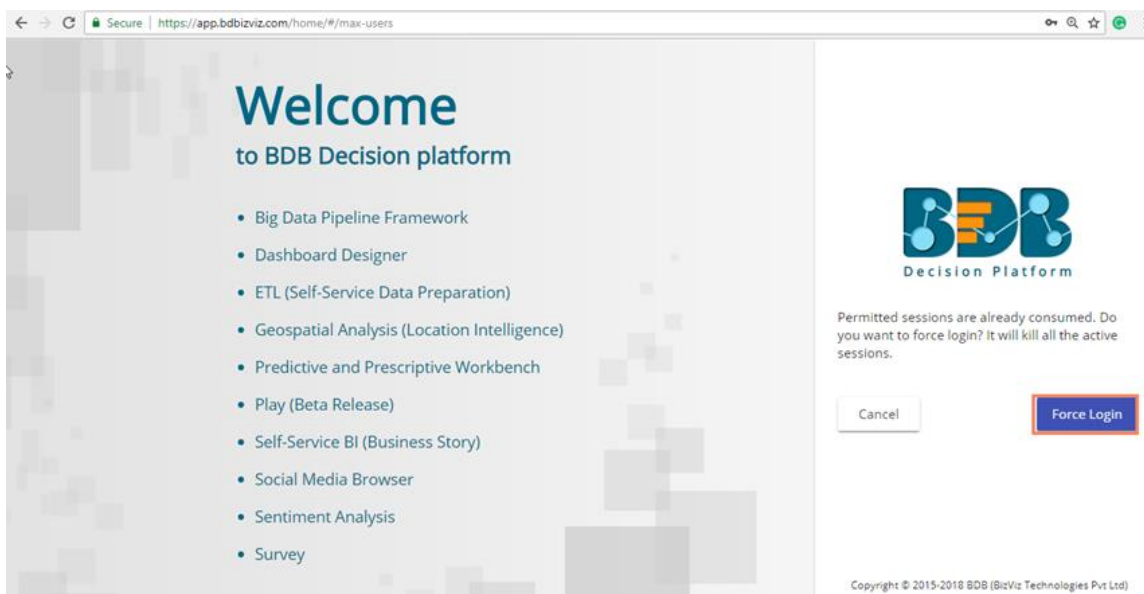 Secure | https://app.bdbizviz.com/home/#/max-users
Welcome
to BDB Decision platform
• Big Data Pipeline Framework
• Dashboard Designer
• ETL (Self-Service Data Preparation)
• Geospatial Analysis (Location Intelligence)
• Predictive and Prescriptive Workbench
• Play (Beta Release)
• Self-Service BI (Business Story)
• Social Media Browser
• Sentiment Analysis
• Survey
BDB
Decision Platform
Permitted sessions are already consumed. Do
you want to force login? It will kill all the active
sessions.
Cancel
Force Login
Copyright © 2015-2018 BDB (BizViz Technologies Pvt Ltd)